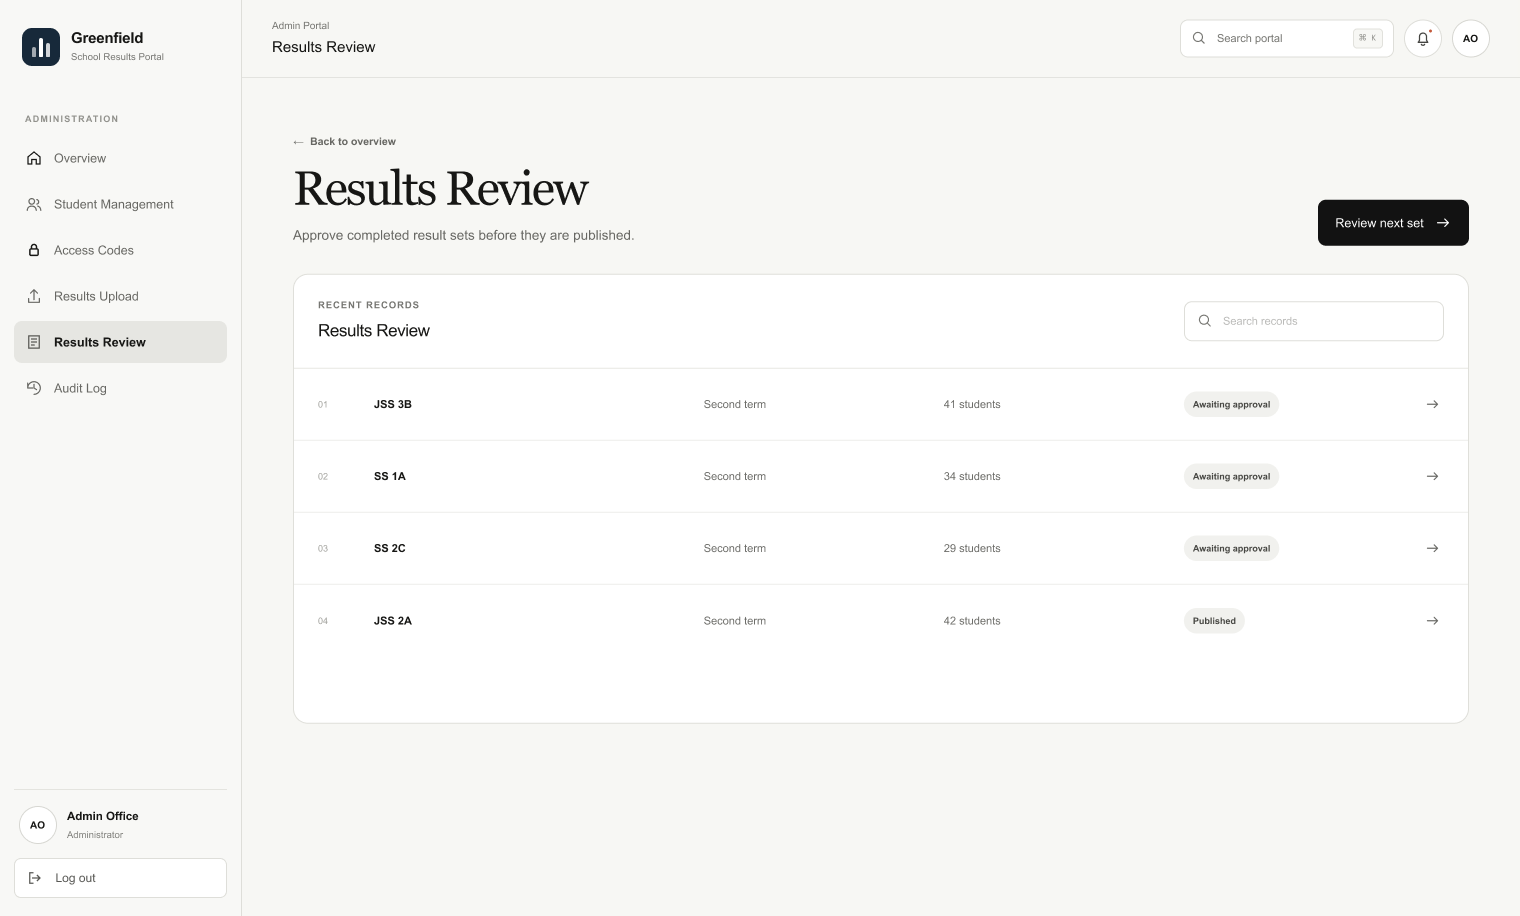 Greenfield
School Results Portal
ADMINISTRATION
Overview
Student Management
Access Codes
Results Upload
Results Review
Audit Log
AO
Admin Office
Administrator
Log out
Admin Portal
Results Review
Search portal
⌘ K
AO
← Back to overview
Results Review
Approve completed result sets before they are published.
Review next set →
RECENT RECORDS
Results Review
Search records
01 JSS 3B Second term 41 students Awaiting approval →
02 SS 1A Second term 34 students Awaiting approval →
03 SS 2C Second term 29 students Awaiting approval →
04 JSS 2A Second term 42 students Published →